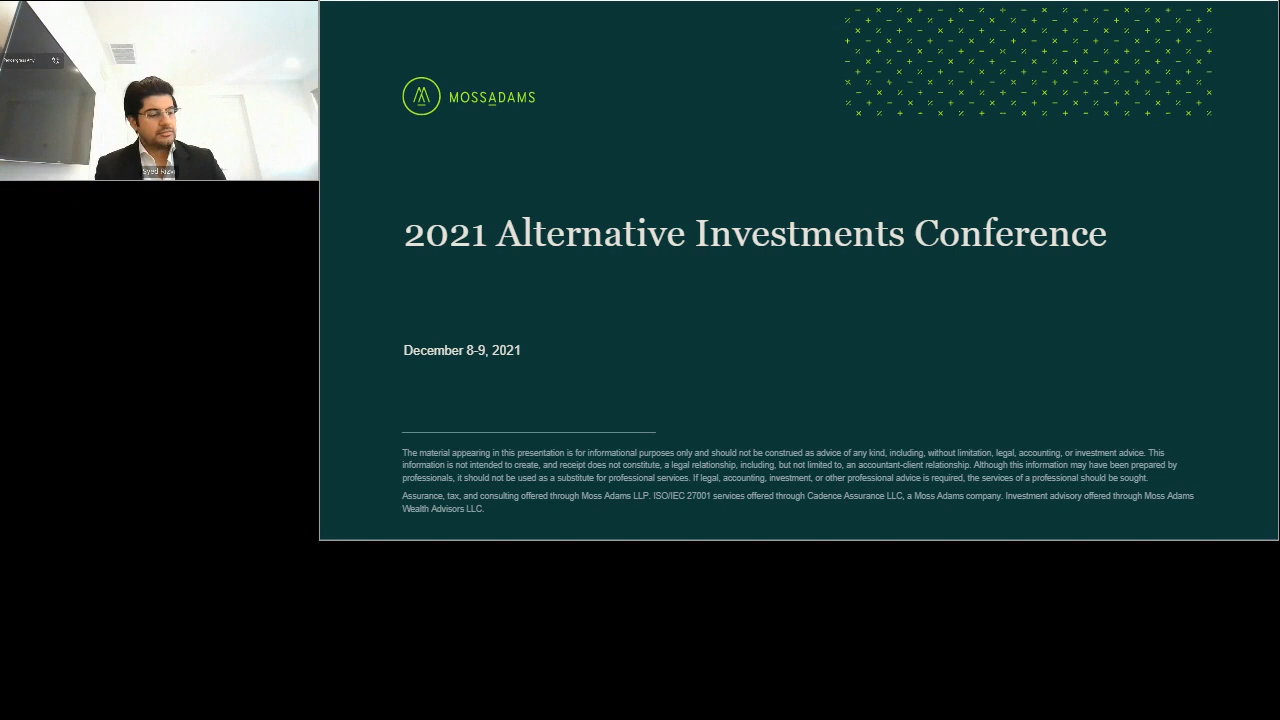 MOSSADAMS
2021 Alternative Investments Conference
December 8-9, 2021
The material appearing in this presentation is for informational purposes only and should not be construed as advice of any kind, including, without limitation, legal, accounting, or investment advice. This
information is not intended to create, and receipt does not constitute, a legal relationship, including, but not limited to, an accountant-client relationship. Although this information may have been prepared by
professionals, it should not be used as a substitute for professional services. If legal, accounting, investment, or other professional advice is required, the services of a professional should be sought.
Assurance, tax, and consulting offered through Moss Adams LLP. ISO/IEC 27001 services offered through Cadence Assurance LLC, a Moss Adams company. Investment advisory offered through Moss Adams
Wealth Advisors LLC.